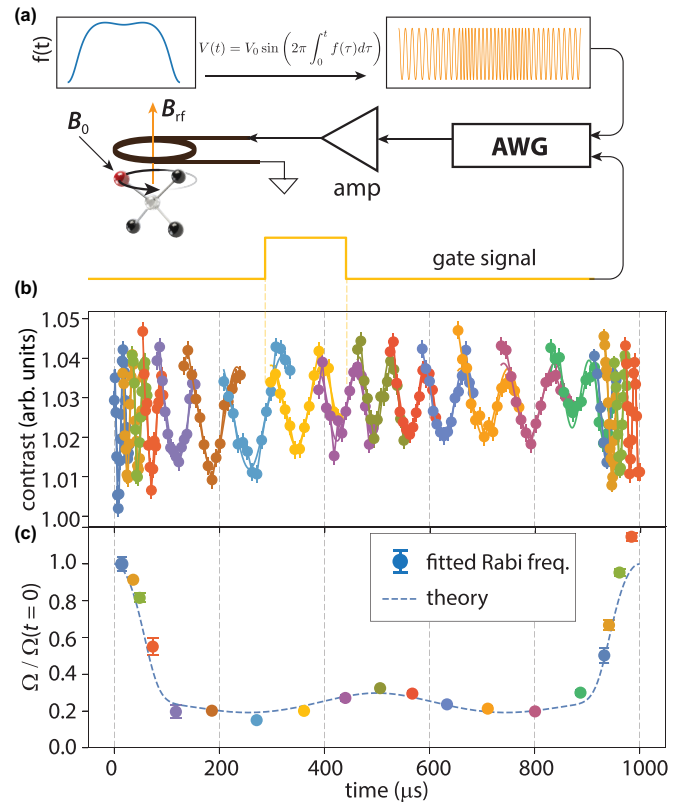 (a)
f(t)
V(t) = V₀ sin ( 2π ∫₀ᵗ f(τ)dτ )
B₀
B_rf
amp
AWG
gate signal
(b)
contrast (arb. units)
1.05
1.04
1.03
1.02
1.01
1.00
(c)
Ω / Ω(t = 0)
1.0
0.8
0.6
0.4
0.2
0.0
fitted Rabi freq.
theory
0 200 400 600 800 1000
time (μs)